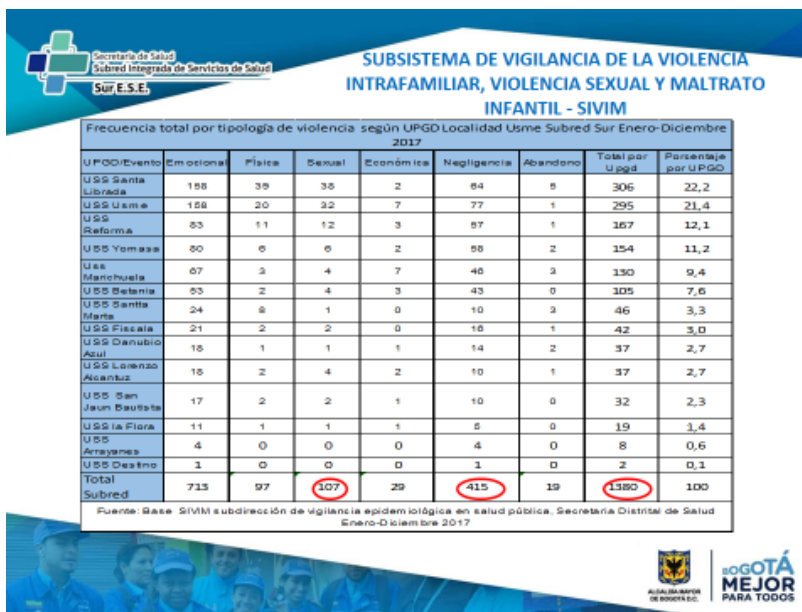 Secretaria de Salud
Subred Integrada de Servicios de Salud
Sur E.S.E.
SUBSISTEMA DE VIGILANCIA DE LA VIOLENCIA
INTRAFAMILIAR, VIOLENCIA SEXUAL Y MALTRATO
INFANTIL - SIVIM
Frecuencia total por tipología de violencia según UPGD Localidad Usme Subred Sur Enero-Diciembre
2017
UPGD/Evento Emocional Física Sexual Económica Negligencia Abandono Total por Upgd Porsentaje por UPGD
USS Santa Librada 158 39 38 2 64 5 306 22,2
USS Usme 158 20 32 7 77 1 295 21,4
USS Reforma 83 11 12 3 57 1 167 12,1
USS Yomasa 80 6 6 2 58 2 154 11,2
Uss Marichuela 67 3 4 7 46 3 130 9,4
USS Betania 53 2 4 3 43 0 105 7,6
USS Santta Marta 24 8 1 0 10 3 46 3,3
USS Fiscala 21 2 2 0 16 1 42 3,0
USS Danubio Azul 18 1 1 1 14 2 37 2,7
USS Lorenzo Alcantuz 18 2 4 2 10 1 37 2,7
USS San Jaun Bautista 17 2 2 1 10 0 32 2,3
USS la Flora 11 1 1 1 5 0 19 1,4
USS Arrayanes 4 0 0 0 4 0 8 0,6
USS Destino 1 0 0 0 1 0 2 0,1
Total Subred 713 97 107 29 415 19 1380 100
Fuente: Base SIVIM subdirección de vigilancia epidemiológica en salud pública, Secretaria Distrital de Salud
Enero-Diciembre 2017
ALCALDÍA MAYOR
DE BOGOTÁ D.C.
BOGOTÁ
MEJOR
PARA TODOS